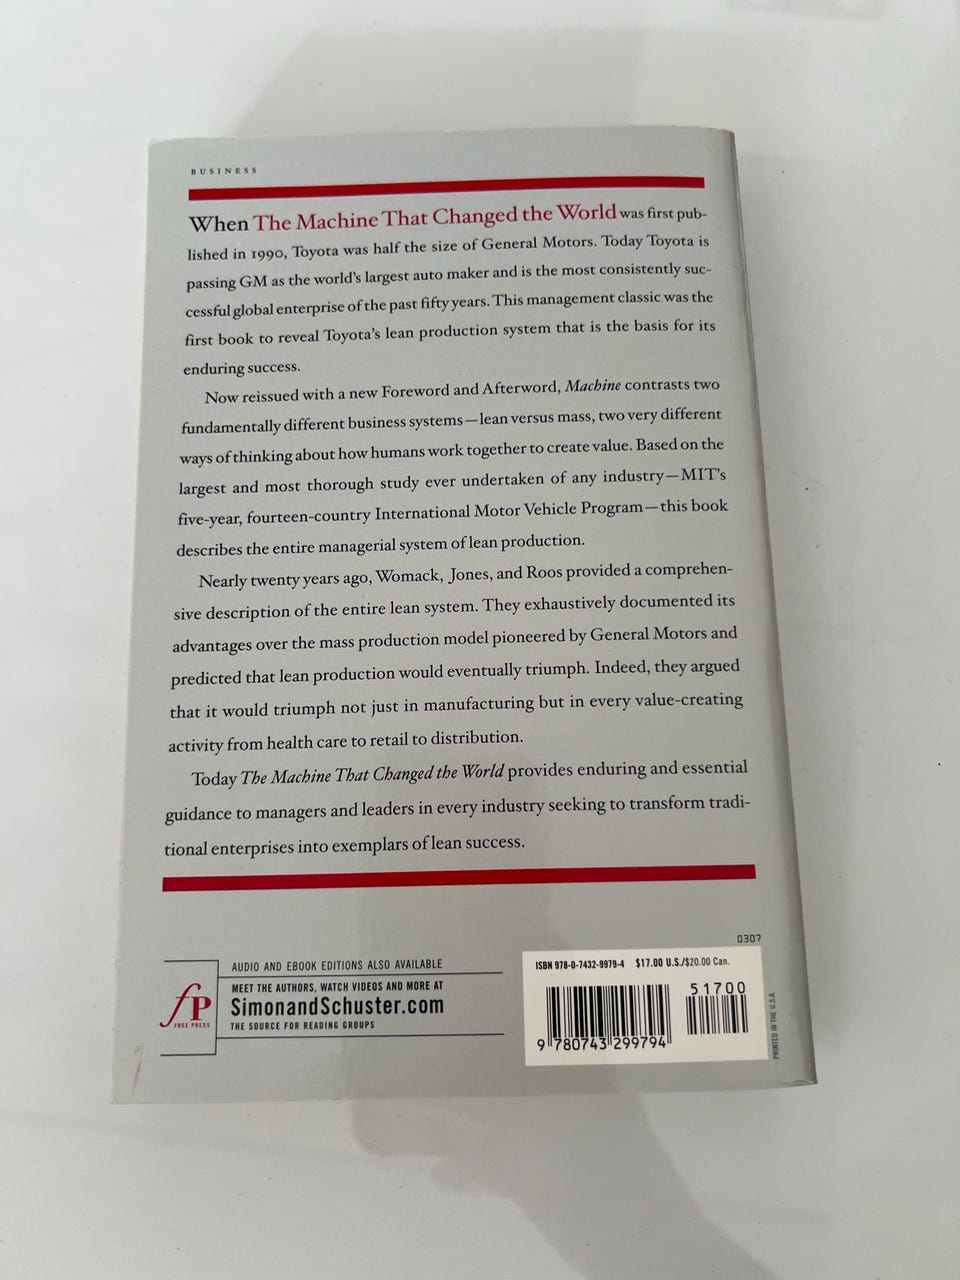 BUSINESS
When The Machine That Changed the World was first pub-
lished in 1990, Toyota was half the size of General Motors. Today Toyota is
passing GM as the world's largest auto maker and is the most consistently suc-
cessful global enterprise of the past fifty years. This management classic was the
first book to reveal Toyota's lean production system that is the basis for its
enduring success.
Now reissued with a new Foreword and Afterword, Machine contrasts two
fundamentally different business systems—lean versus mass, two very different
ways of thinking about how humans work together to create value. Based on the
largest and most thorough study ever undertaken of any industry—MIT's
five-year, fourteen-country International Motor Vehicle Program—this book
describes the entire managerial system of lean production.
Nearly twenty years ago, Womack, Jones, and Roos provided a comprehen-
sive description of the entire lean system. They exhaustively documented its
advantages over the mass production model pioneered by General Motors and
predicted that lean production would eventually triumph. Indeed, they argued
that it would triumph not just in manufacturing but in every value-creating
activity from health care to retail to distribution.
Today The Machine That Changed the World provides enduring and essential
guidance to managers and leaders in every industry seeking to transform tradi-
tional enterprises into exemplars of lean success.
fP
FREE PRESS
AUDIO AND EBOOK EDITIONS ALSO AVAILABLE
MEET THE AUTHORS, WATCH VIDEOS AND MORE AT
SimonandSchuster.com
THE SOURCE FOR READING GROUPS
0307
ISBN 978-0-7432-9979-4 $17.00 U.S./$20.00 Can.
51700
9 780743 299794
PRINTED IN THE U.S.A.